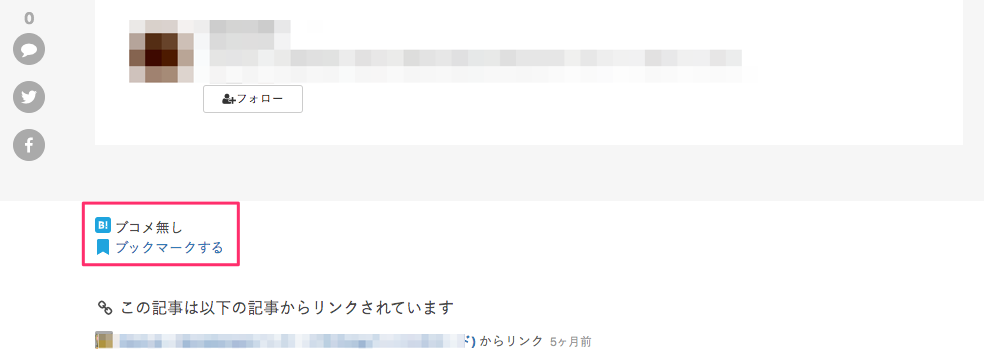 0
フォロー
B! ブコメ無し
ブックマークする
この記事は以下の記事からリンクされています
ド) からリンク 5ヶ月前